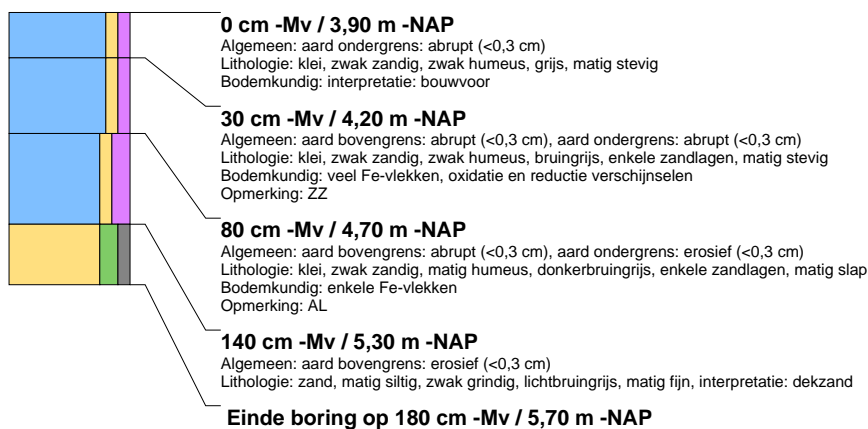 0 cm -Mv / 3,90 m -NAP
Algemeen: aard ondergrens: abrupt (<0,3 cm)
Lithologie: klei, zwak zandig, zwak humeus, grijs, matig stevig
Bodemkundig: interpretatie: bouwvoor
30 cm -Mv / 4,20 m -NAP
Algemeen: aard bovengrens: abrupt (<0,3 cm), aard ondergrens: abrupt (<0,3 cm)
Lithologie: klei, zwak zandig, zwak humeus, bruingrijs, enkele zandlagen, matig stevig
Bodemkundig: veel Fe-vlekken, oxidatie en reductie verschijnselen
Opmerking: ZZ
80 cm -Mv / 4,70 m -NAP
Algemeen: aard bovengrens: abrupt (<0,3 cm), aard ondergrens: erosief (<0,3 cm)
Lithologie: klei, zwak zandig, matig humeus, donkerbruingrijs, enkele zandlagen, matig slap
Bodemkundig: enkele Fe-vlekken
Opmerking: AL
140 cm -Mv / 5,30 m -NAP
Algemeen: aard bovengrens: erosief (<0,3 cm)
Lithologie: zand, matig siltig, zwak grindig, lichtbruingrijs, matig fijn, interpretatie: dekzand
Einde boring op 180 cm -Mv / 5,70 m -NAP